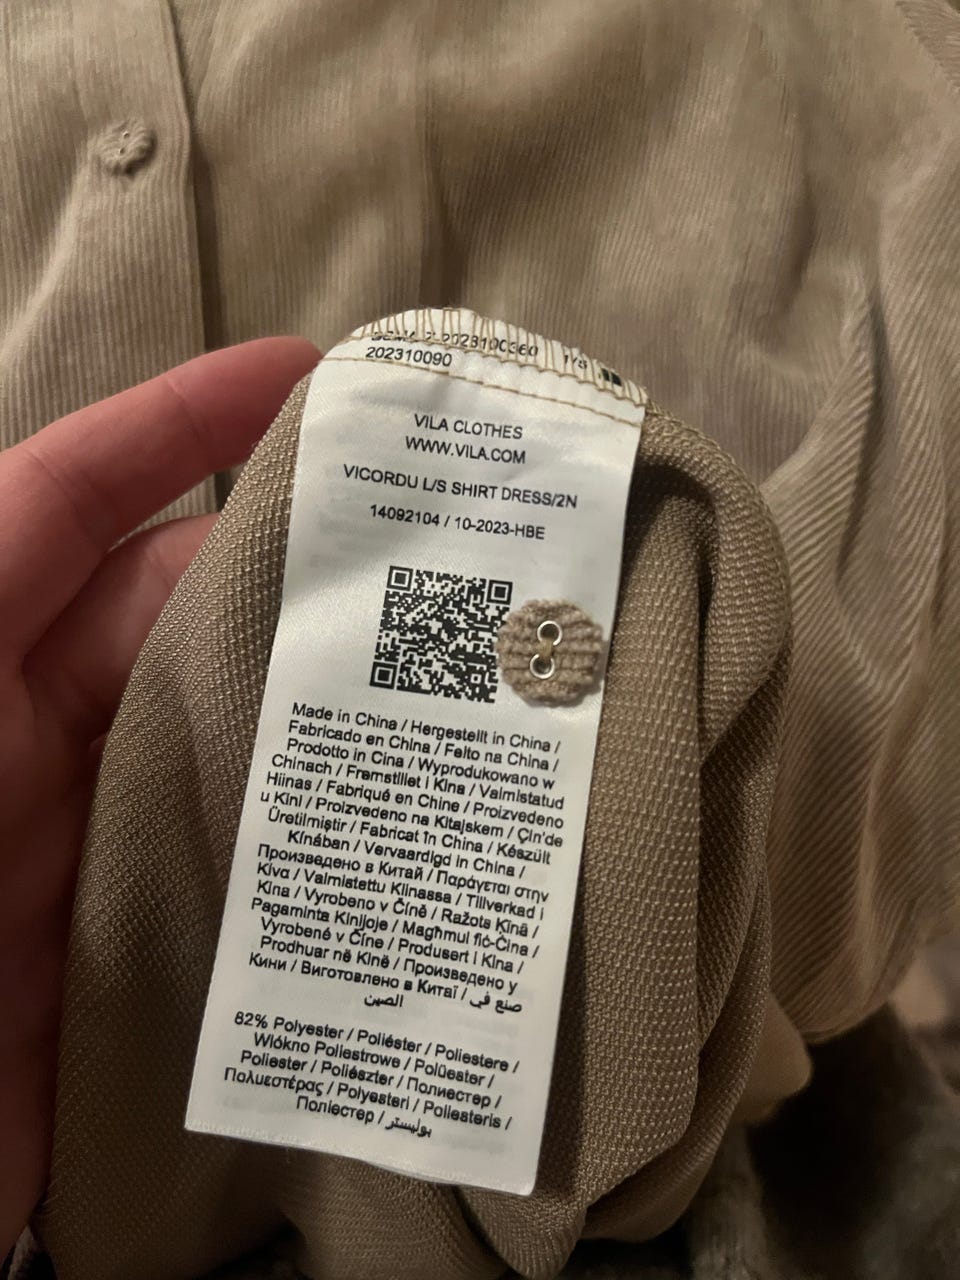 202310090
VILA CLOTHES
WWW.VILA.COM
VICORDU L/S SHIRT DRESS/2N
14092104 / 10-2023-HBE
Made in China / Hergestellt in China /
Fabricado en China / Feito na China /
Prodotto in Cina / Wyprodukowano w
Chinach / Fremstillet i Kina / Valmistatud
Hiinas / Fabriqué en Chine / Proizvedeno
u Kini / Proizvedeno na Kitajskem / Çin'de
Üretilmiştir / Fabricat în China / Készült
Kínában / Vervaardigd in China /
Произведено в Китай / Παράγεται στην
Κίνα / Valmistettu Kiinassa / Tillverkad i
Kina / Vyrobeno v Číně / Ražots Ķīnā /
Pagaminta Kinijoje / Magħmul fiċ-Ċina /
Vyrobené v Číne / Produsert i Kina /
Prodhuar në Kinë / Произведено у
Кини / Виготовлено в Китаї / صنع في
الصين
82% Polyester / Poliéster / Poliestere /
Włókno Poliestrowe / Polüester /
Poliester / Poliészter / Полиестер /
Πολυεστέρας / Polyesteri / Poliesteris /
Поліестер / بوليستر